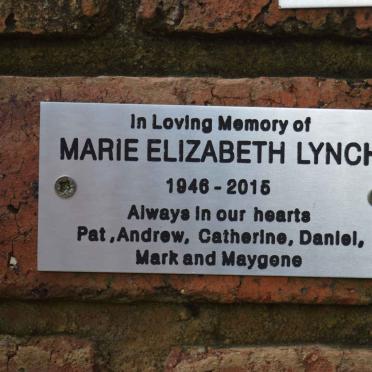 In Loving Memory of
MARIE ELIZABETH LYNCH
1946 - 2015
Always in our hearts
Pat , Andrew, Catherine, Daniel,
Mark and Maygene